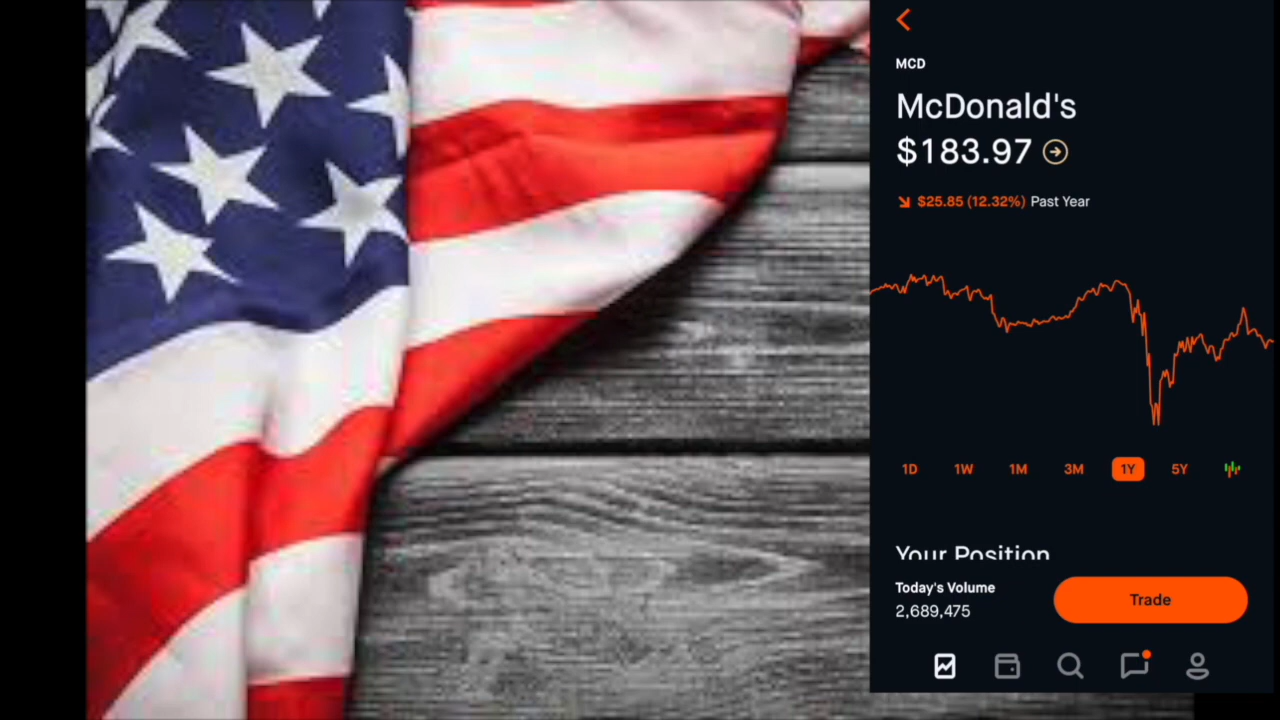 MCD
McDonald's
$183.97
$25.85 (12.32%) Past Year
1D 1W 1M 3M 1Y 5Y
Your Position
Today's Volume
2,689,475
Trade